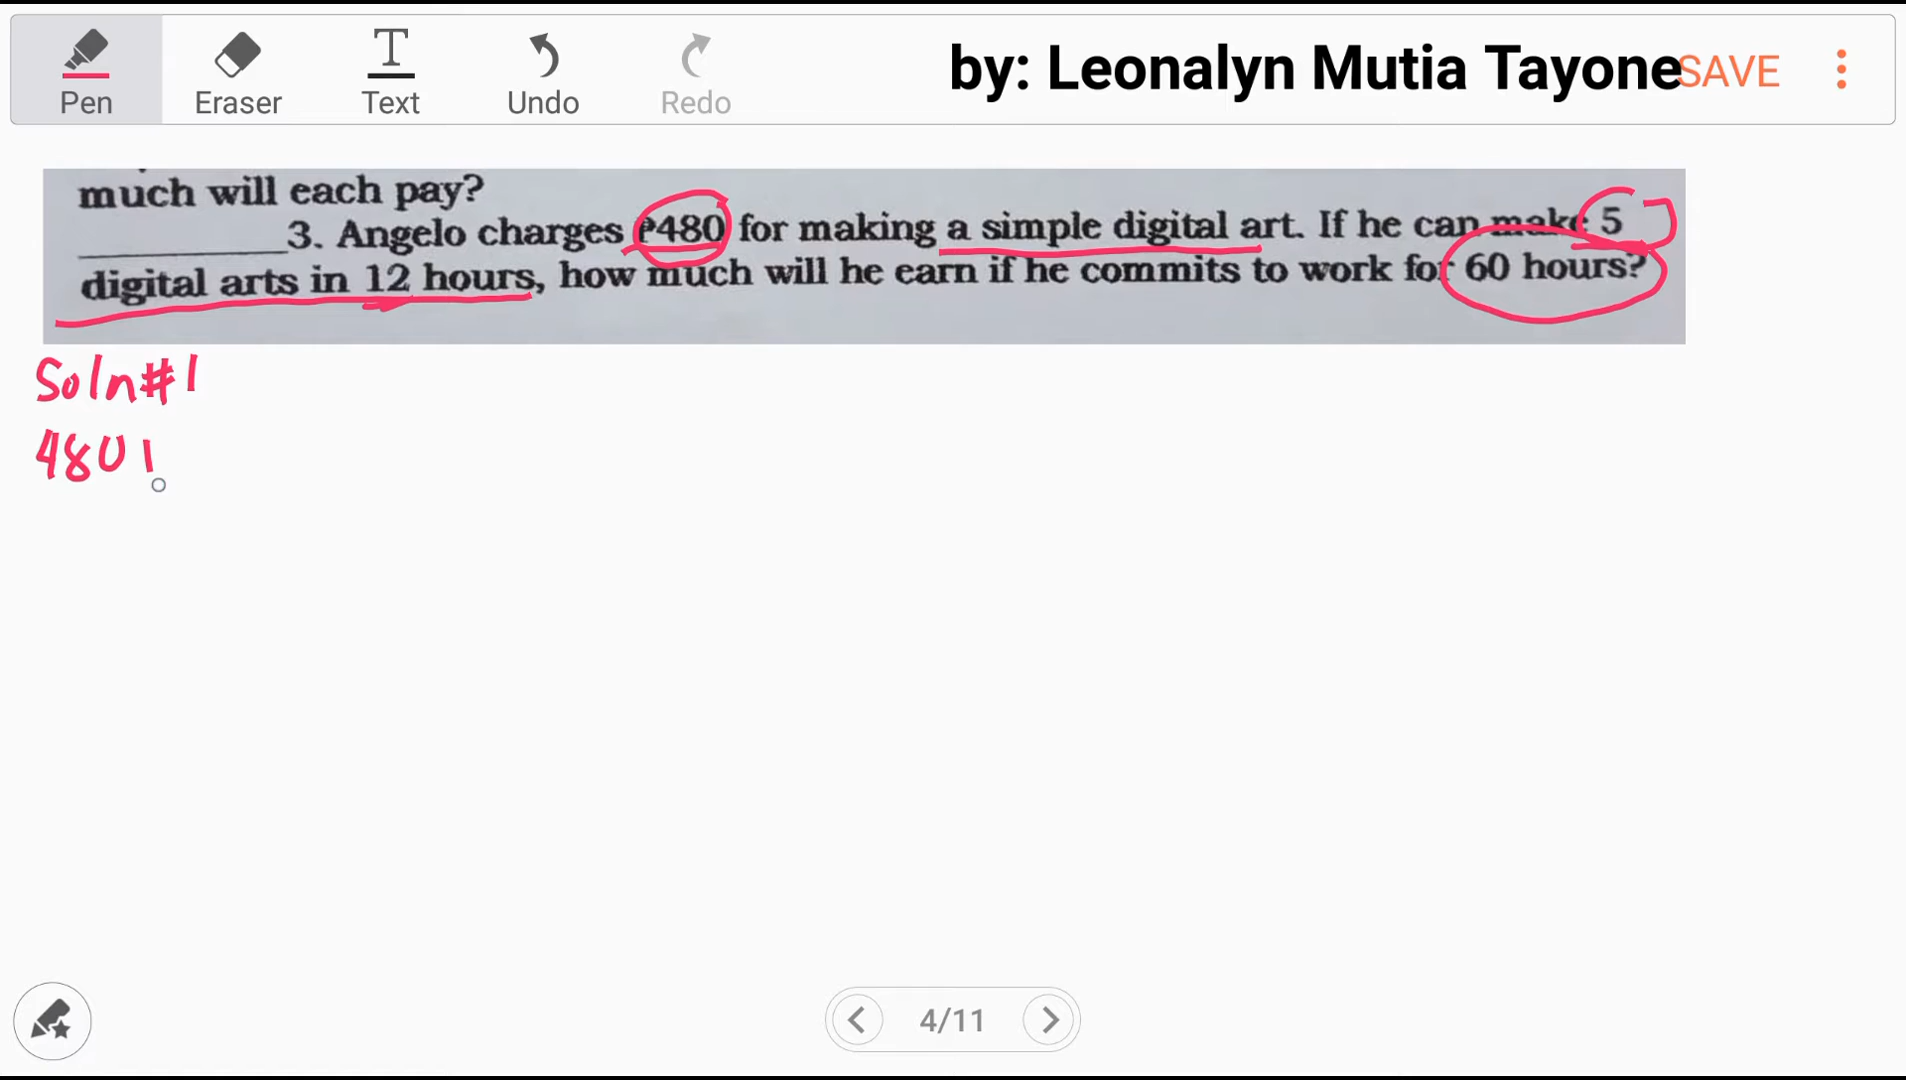 Pen
Eraser
Text
Undo
Redo
by: Leonalyn Mutia Tayone
SAVE
much will each pay?
__________3. Angelo charges ₱480 for making a simple digital art. If he can make 5
digital arts in 12 hours, how much will he earn if he commits to work for 60 hours?
Soln#1
480 1
4/11